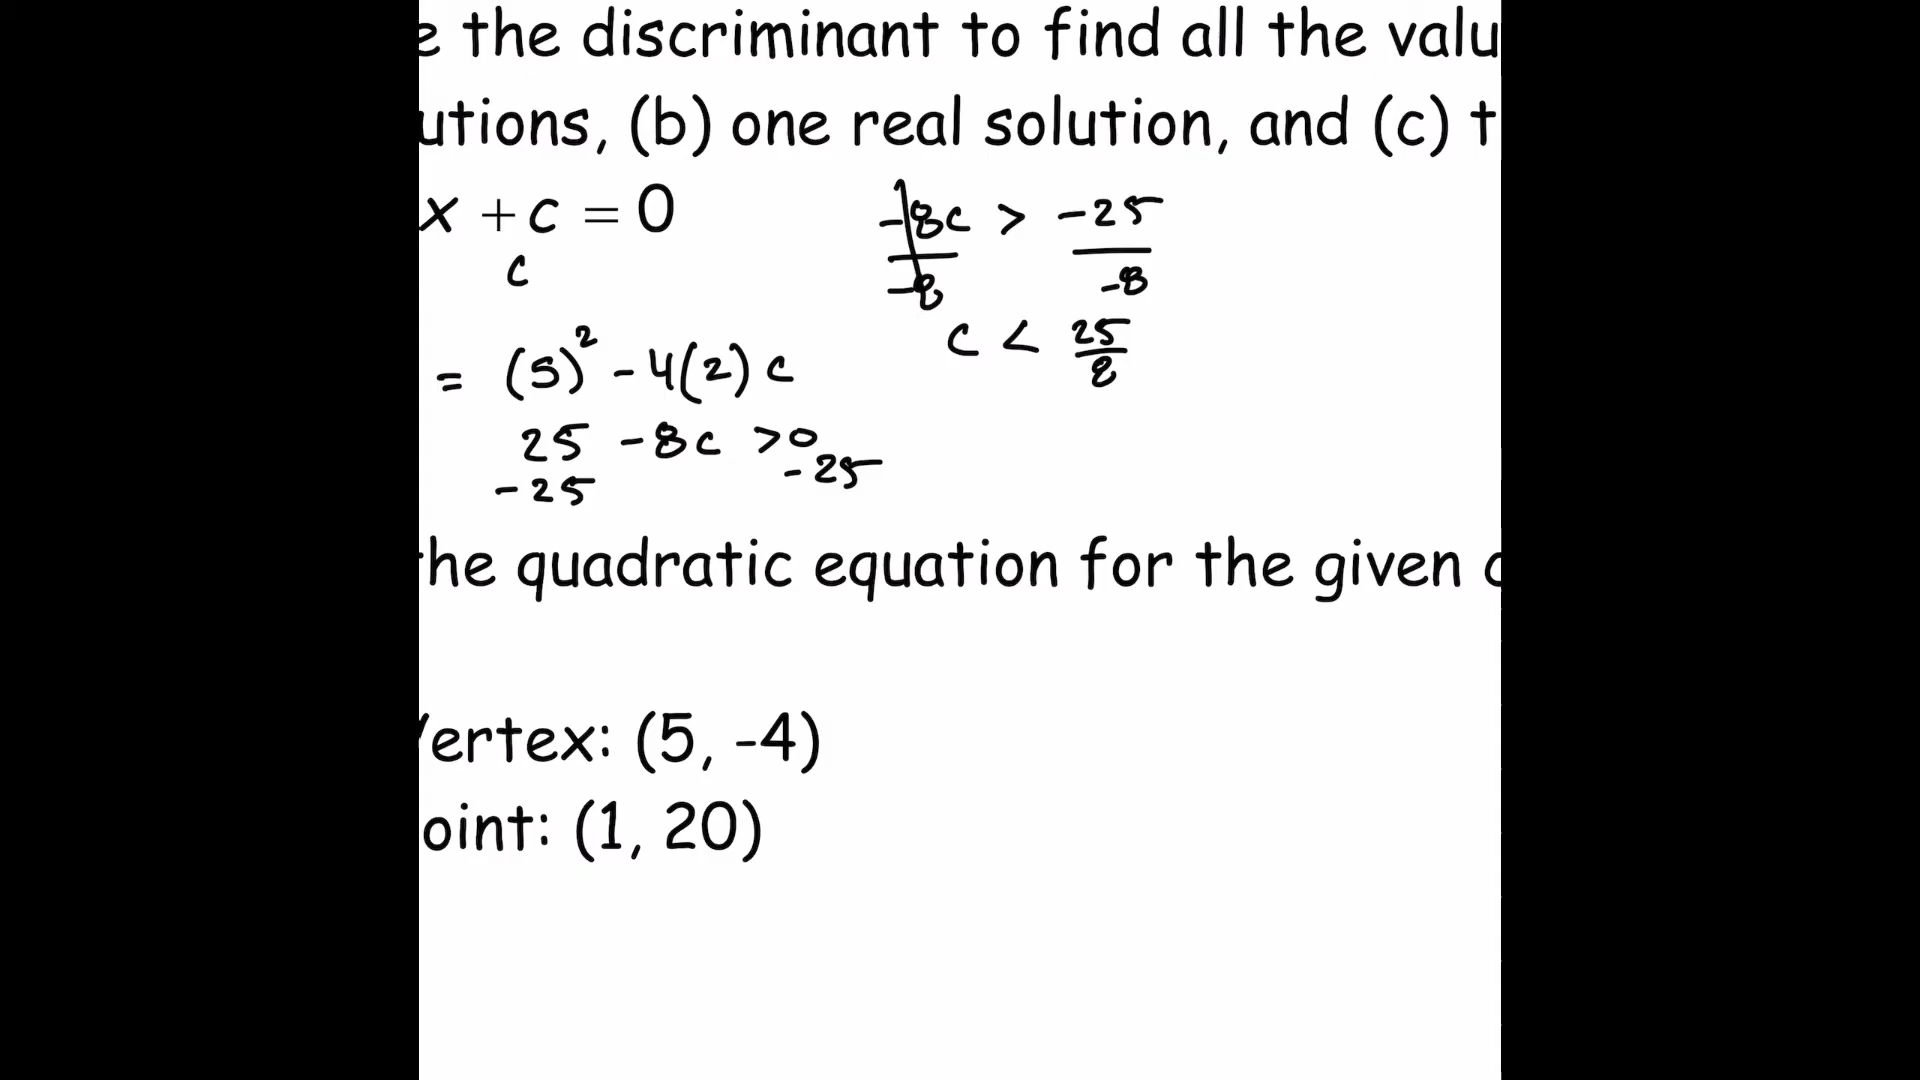 e the discriminant to find all the valu
utions, (b) one real solution, and (c) t
x + c = 0
c
= (5)² - 4(2) c
25 - 8c > 0
-25 -25
-8c > -25
-8 -8
c < 25/8
the quadratic equation for the given
Vertex: (5, -4)
oint: (1, 20)